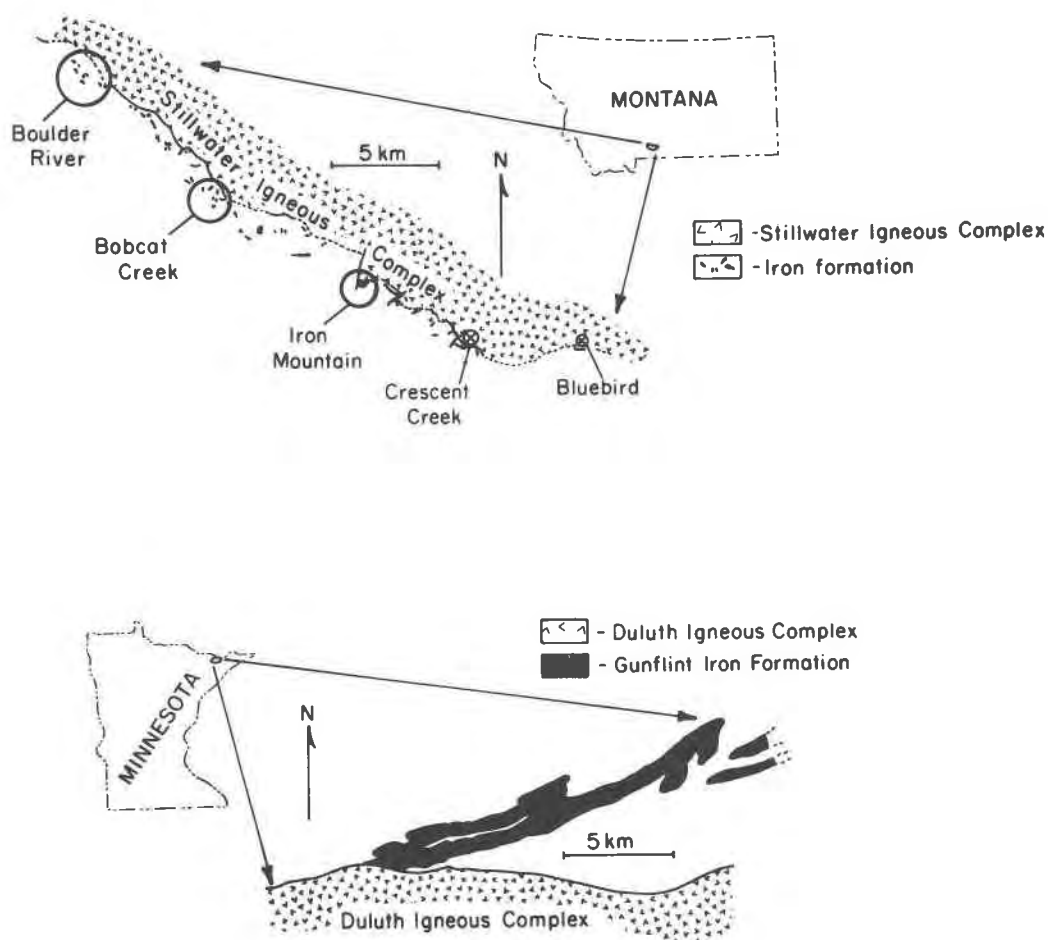 MONTANA
Boulder
River
Stillwater Igneous Complex
5 km
N
Bobcat
Creek
-Stillwater Igneous Complex
-Iron formation
Iron
Mountain
Crescent
Creek
Bluebird
- Duluth Igneous Complex
- Gunflint Iron Formation
MINNESOTA
N
5 km
Duluth Igneous Complex